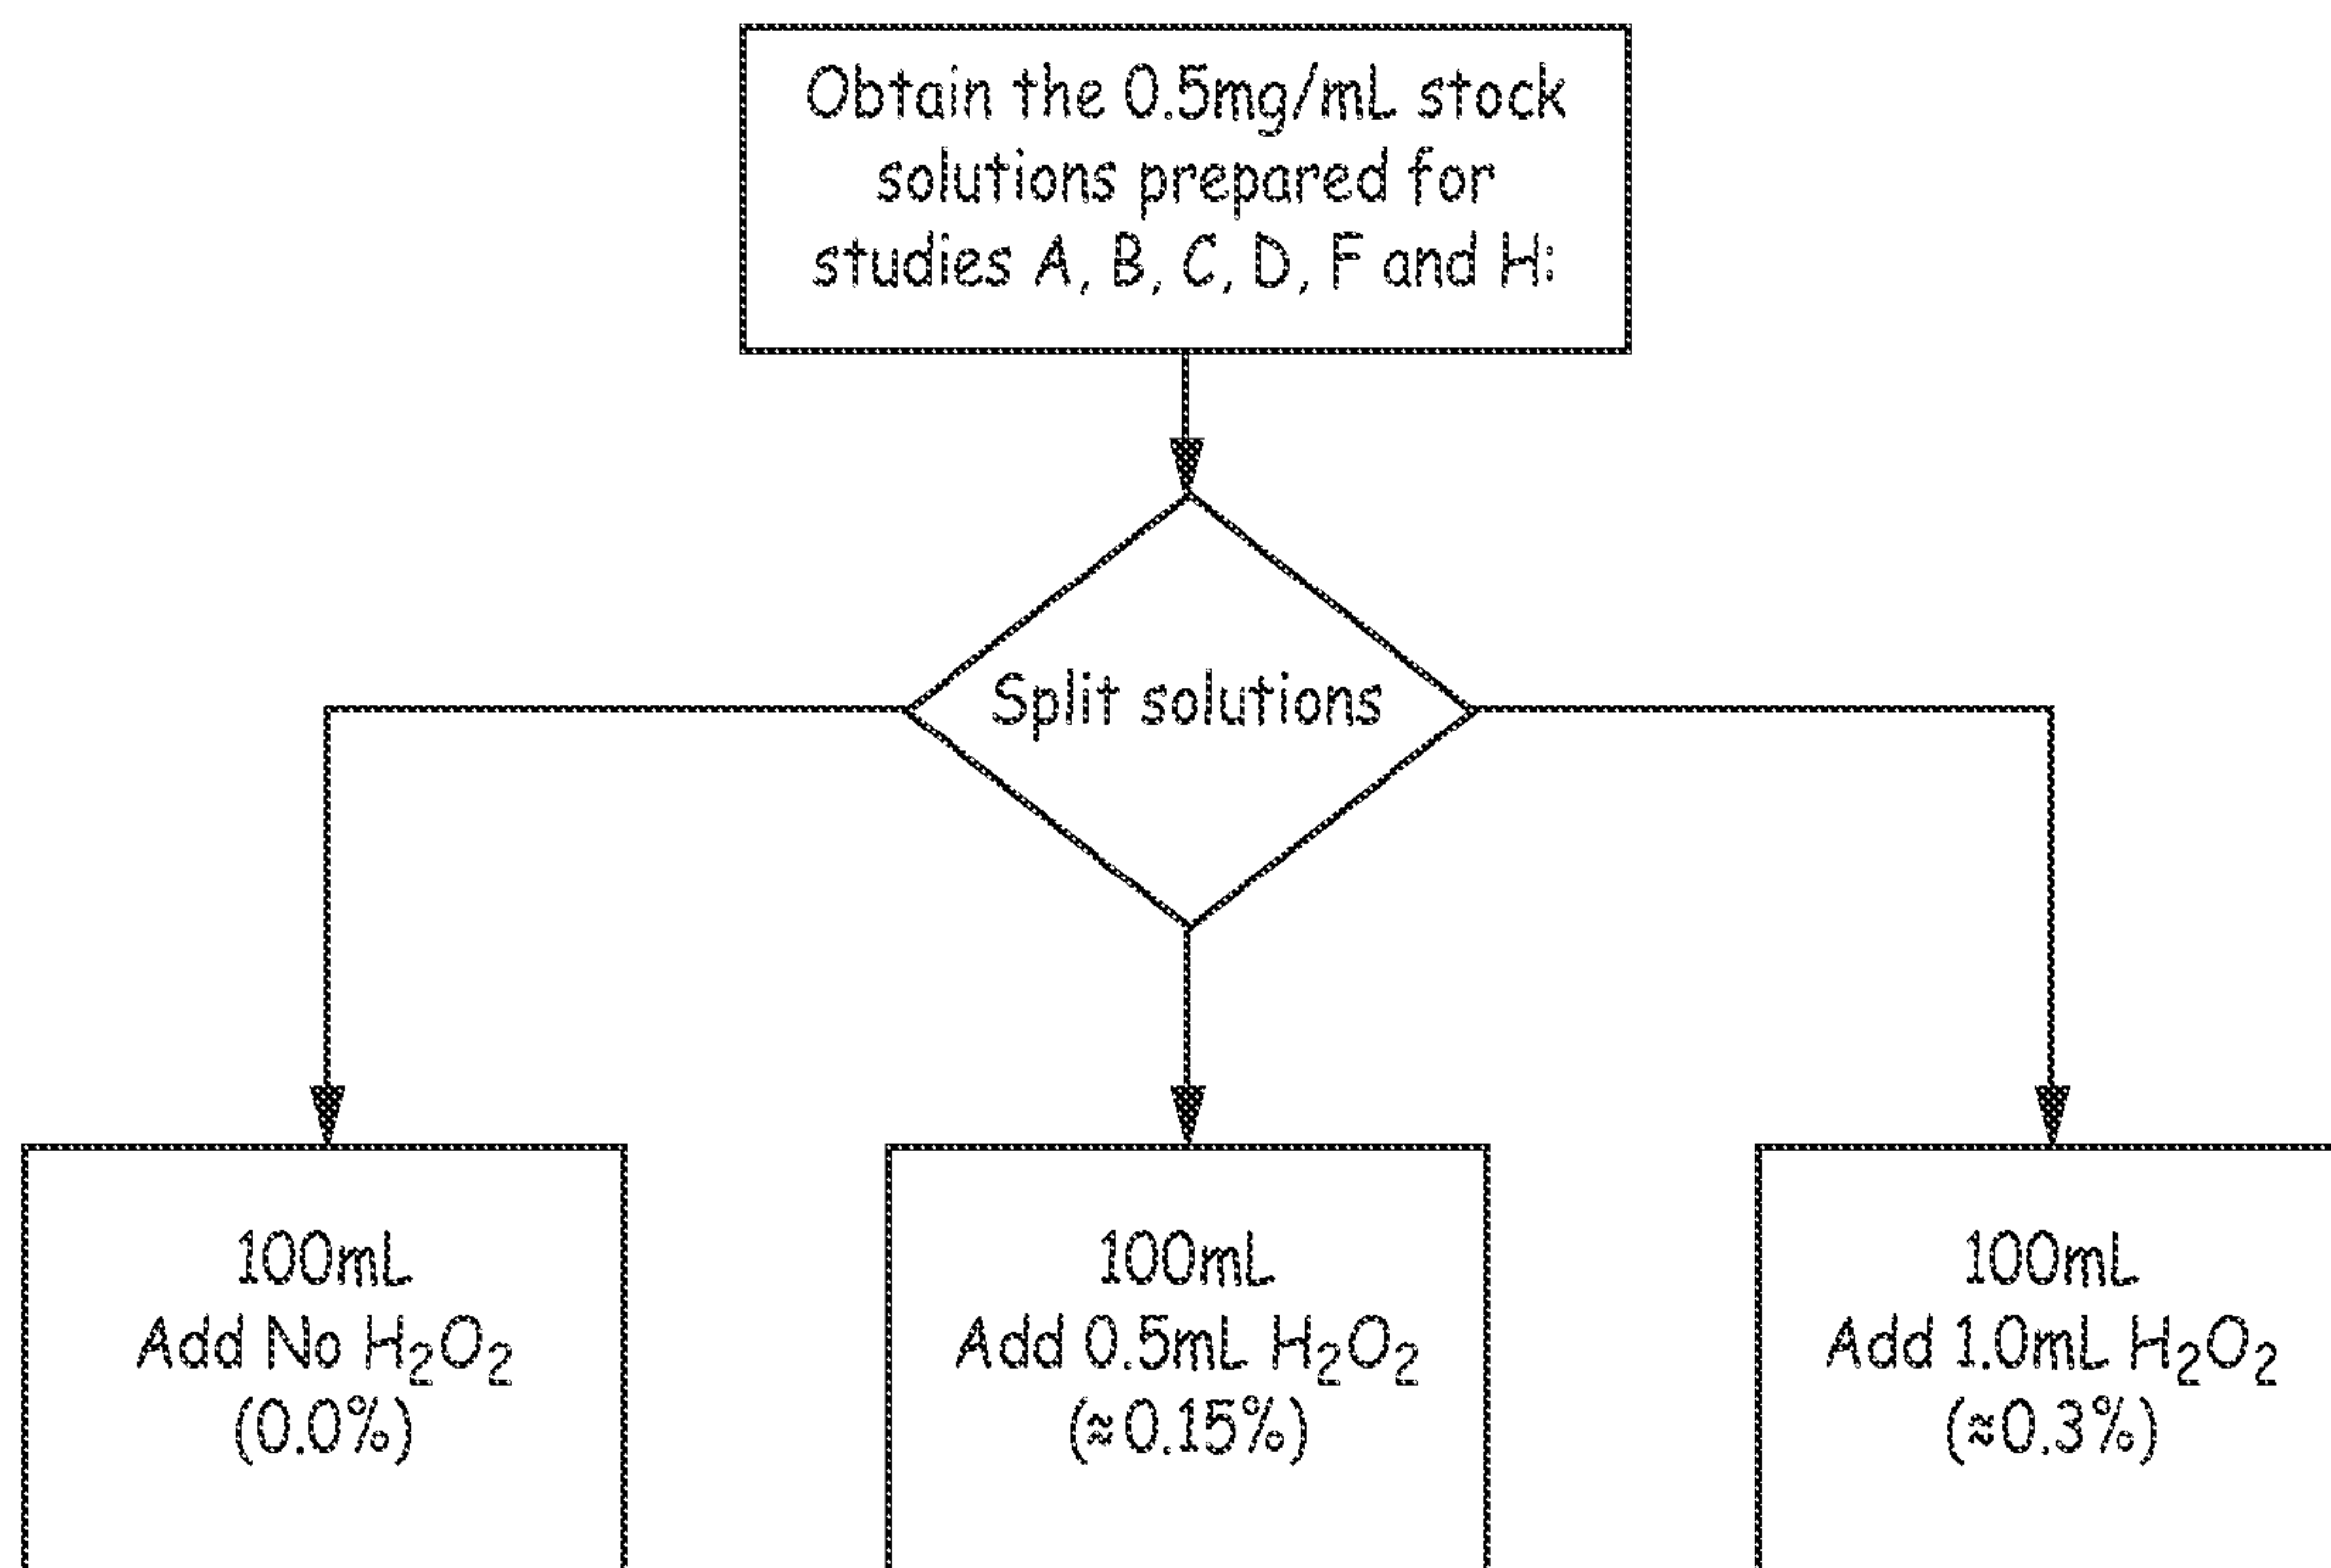 Obtain the 0.5mg/mL stock
solutions prepared for
studies A, B, C, D, F and H:
Split solutions
100mL
Add No H₂O₂
(0.0%)
100mL
Add 0.5mL H₂O₂
(≈0.15%)
100mL
Add 1.0mL H₂O₂
(≈0.3%)